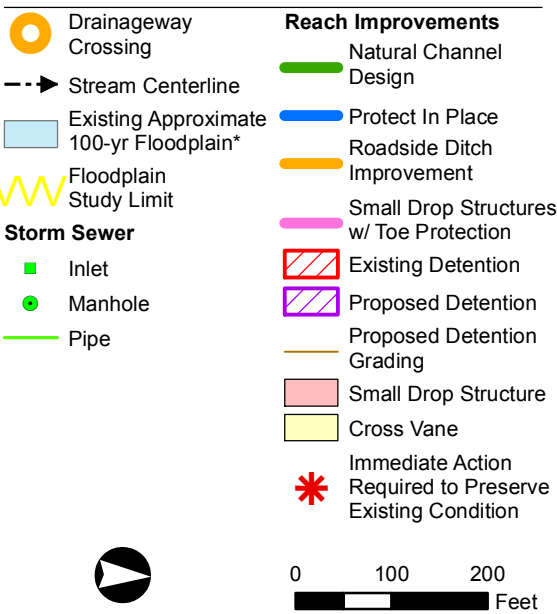 Drainageway
Crossing
Stream Centerline
Existing Approximate
100-yr Floodplain*
Floodplain
Study Limit
Storm Sewer
Inlet
Manhole
Pipe
Reach Improvements
Natural Channel
Design
Protect In Place
Roadside Ditch
Improvement
Small Drop Structures
w/ Toe Protection
Existing Detention
Proposed Detention
Proposed Detention
Grading
Small Drop Structure
Cross Vane
Immediate Action
Required to Preserve
Existing Condition
0 100 200
Feet